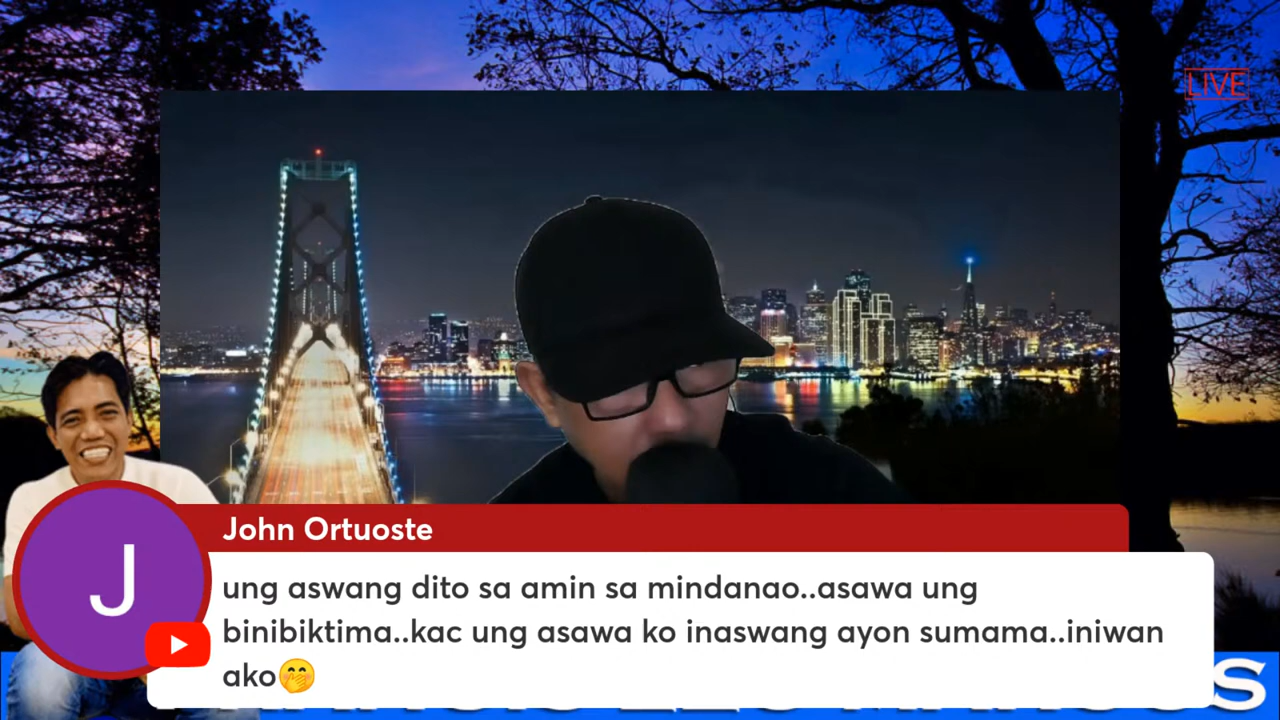 LIVE
John Ortuoste
J
ung aswang dito sa amin sa mindanao..asawa ung
binibiktima..kac ung asawa ko inaswang ayon sumama..iniwan
ako🤭